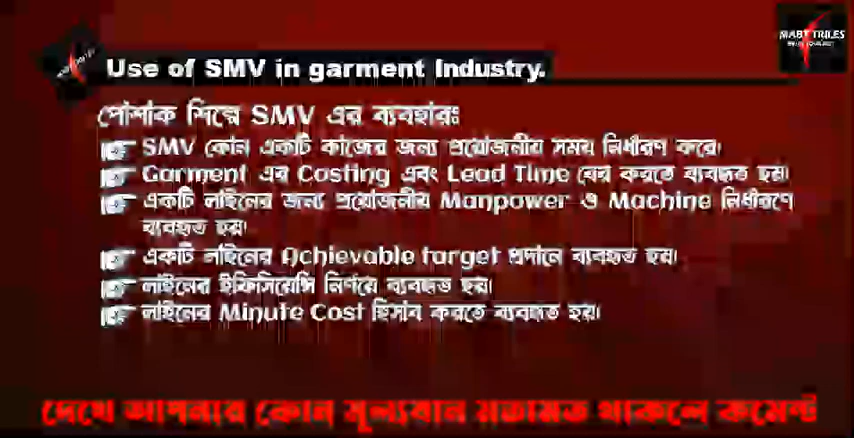 MABTEXTRILES
Use of SMV in garment Industry.
পোশাক শিল্পে SMV এর ব্যবহারঃ
SMV কোন একটি কাজের জন্য প্রয়োজনীয় সময় নির্ধারণ করে।
Garment এর Costing এবং Lead Time বের করতে ব্যবহৃত হয়।
একটি লাইনের জন্য প্রয়োজনীয় Manpower ও Machine নির্ধারণে
ব্যবহৃত হয়।
একটি লাইনের Achievable target প্রদানে ব্যবহৃত হয়।
লাইনের ইফিসিয়েন্সি নির্ণয়ে ব্যবহৃত হয়।
লাইনের Minute Cost হিসাব করতে ব্যবহৃত হয়।
দেখে আপনার কোন মূল্যবান মতামত থাকলে কমেন্ট